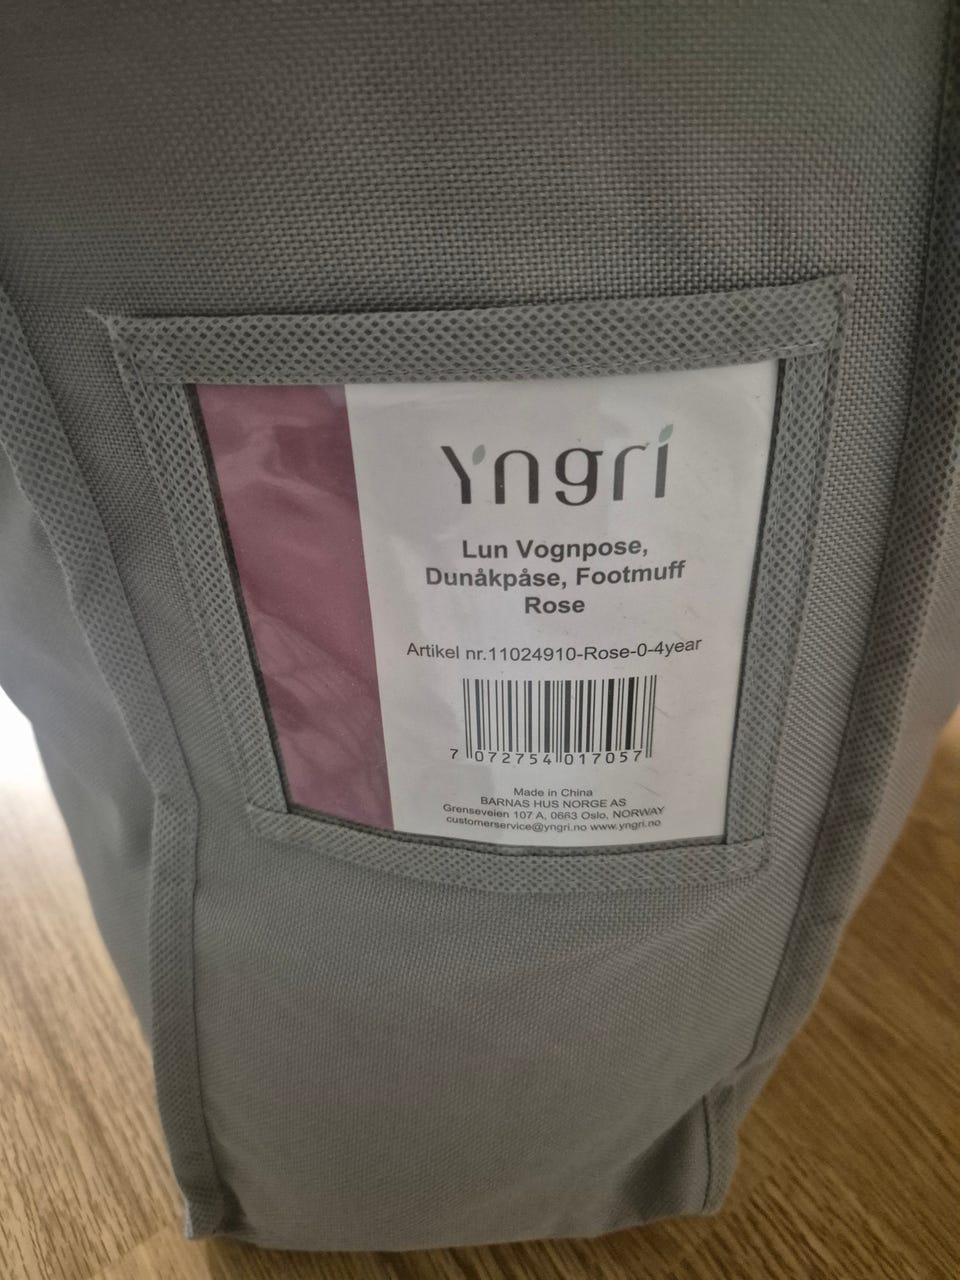 Yngri
Lun Vognpose,
Dunåkpåse, Footmuff
Rose
Artikel nr.11024910-Rose-0-4year
7 072754 017057
Made in China
BARNAS HUS NORGE AS
Grenseveien 107 A, 0663 Oslo, NORWAY
customerservice@yngri.no www.yngri.no